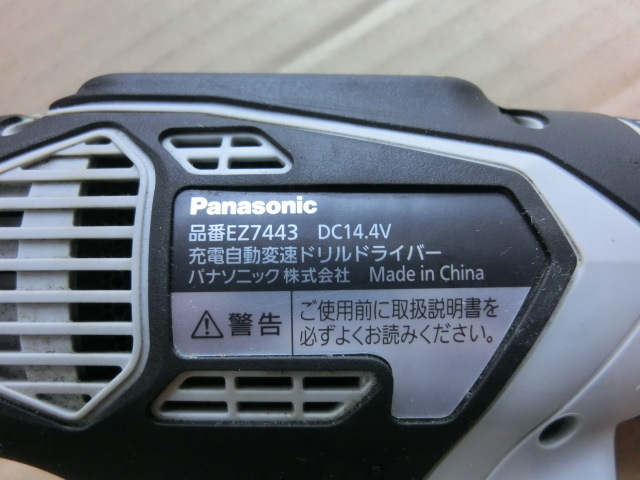 Panasonic
品番EZ7443 DC14.4V
充電自動変速ドリルドライバー
パナソニック株式会社 Made in China
警告
ご使用前に取扱説明書を
必ずよくお読みください。